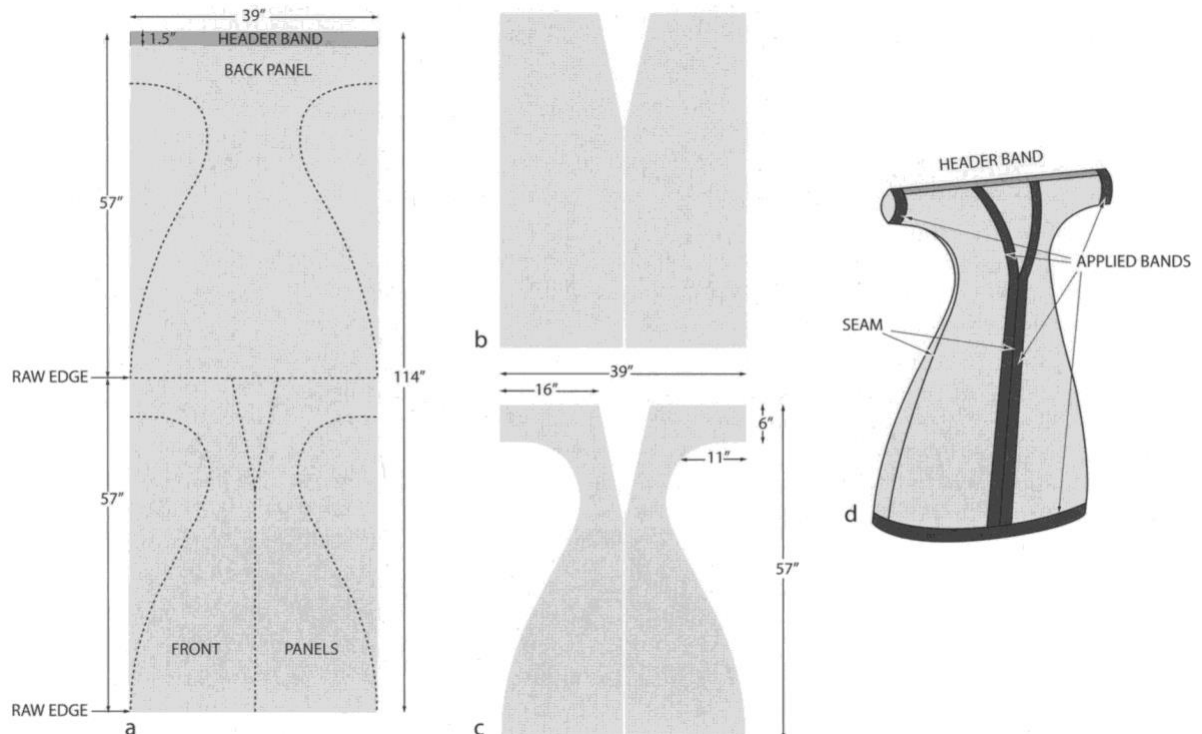 39"
1.5"
HEADER BAND
BACK PANEL
57"
RAW EDGE
114"
57"
FRONT
PANELS
RAW EDGE
a
b
39"
16"
6"
11"
57"
c
HEADER BAND
APPLIED BANDS
SEAM
d